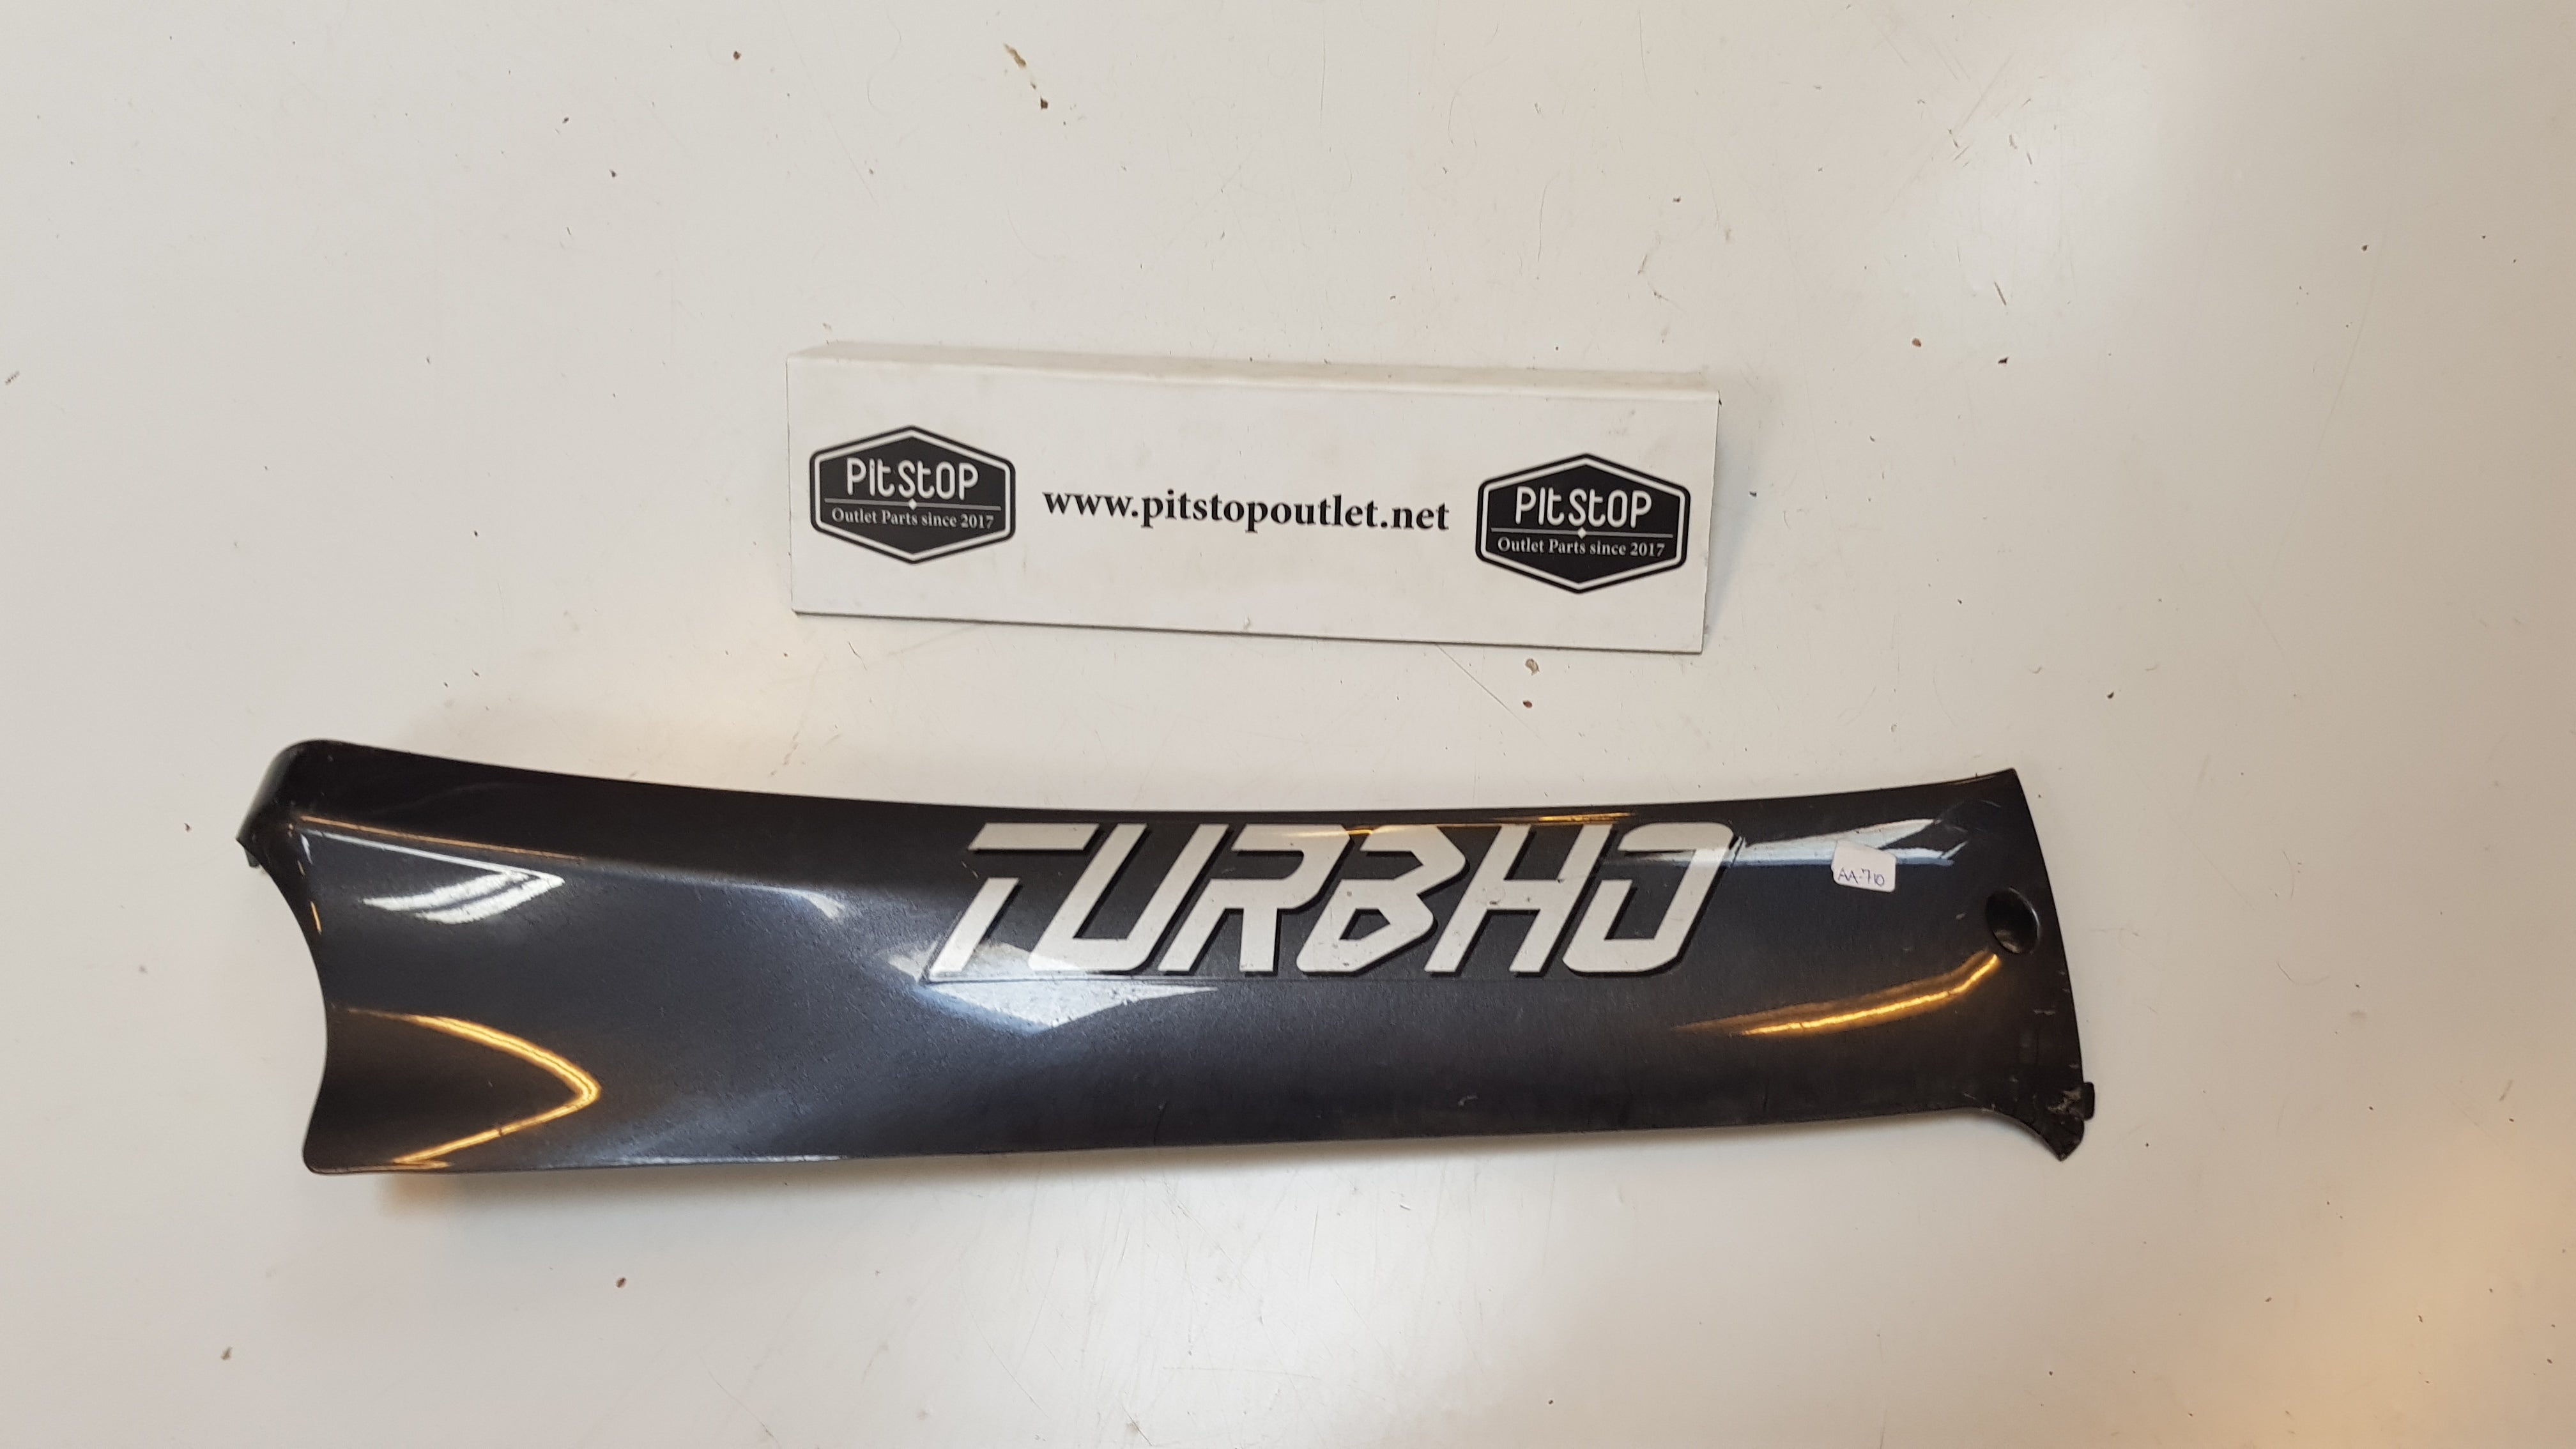 PitStop
Outlet Parts since 2017
www.pitstopoutlet.net
PitStop
Outlet Parts since 2017
TURBHO
AA-710